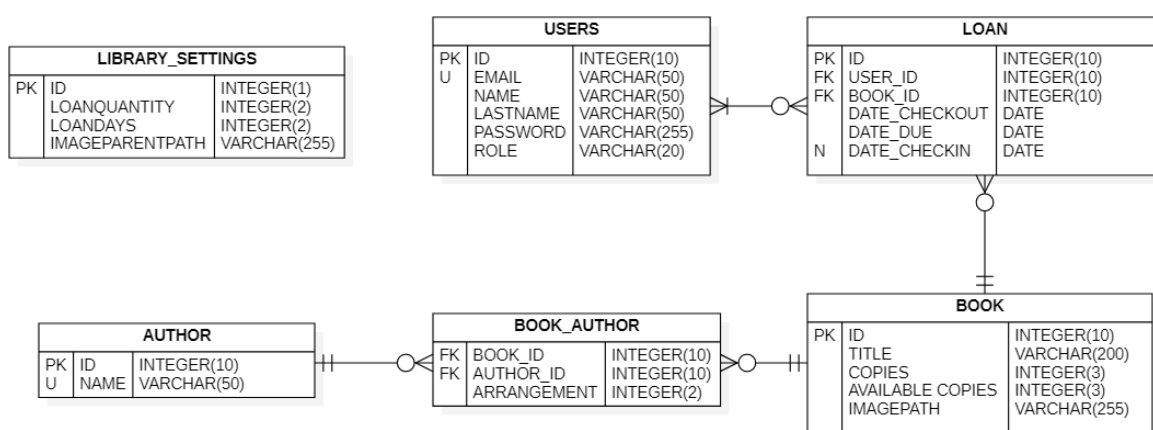 LIBRARY_SETTINGS
PK ID INTEGER(1)
LOANQUANTITY INTEGER(2)
LOANDAYS INTEGER(2)
IMAGEPARENTPATH VARCHAR(255)
USERS
PK ID INTEGER(10)
U EMAIL VARCHAR(50)
NAME VARCHAR(50)
LASTNAME VARCHAR(50)
PASSWORD VARCHAR(255)
ROLE VARCHAR(20)
LOAN
PK ID INTEGER(10)
FK USER_ID INTEGER(10)
FK BOOK_ID INTEGER(10)
DATE_CHECKOUT DATE
DATE_DUE DATE
N DATE_CHECKIN DATE
AUTHOR
PK ID INTEGER(10)
U NAME VARCHAR(50)
BOOK_AUTHOR
FK BOOK_ID INTEGER(10)
FK AUTHOR_ID INTEGER(10)
ARRANGEMENT INTEGER(2)
BOOK
PK ID INTEGER(10)
TITLE VARCHAR(200)
COPIES INTEGER(3)
AVAILABLE COPIES INTEGER(3)
IMAGEPATH VARCHAR(255)